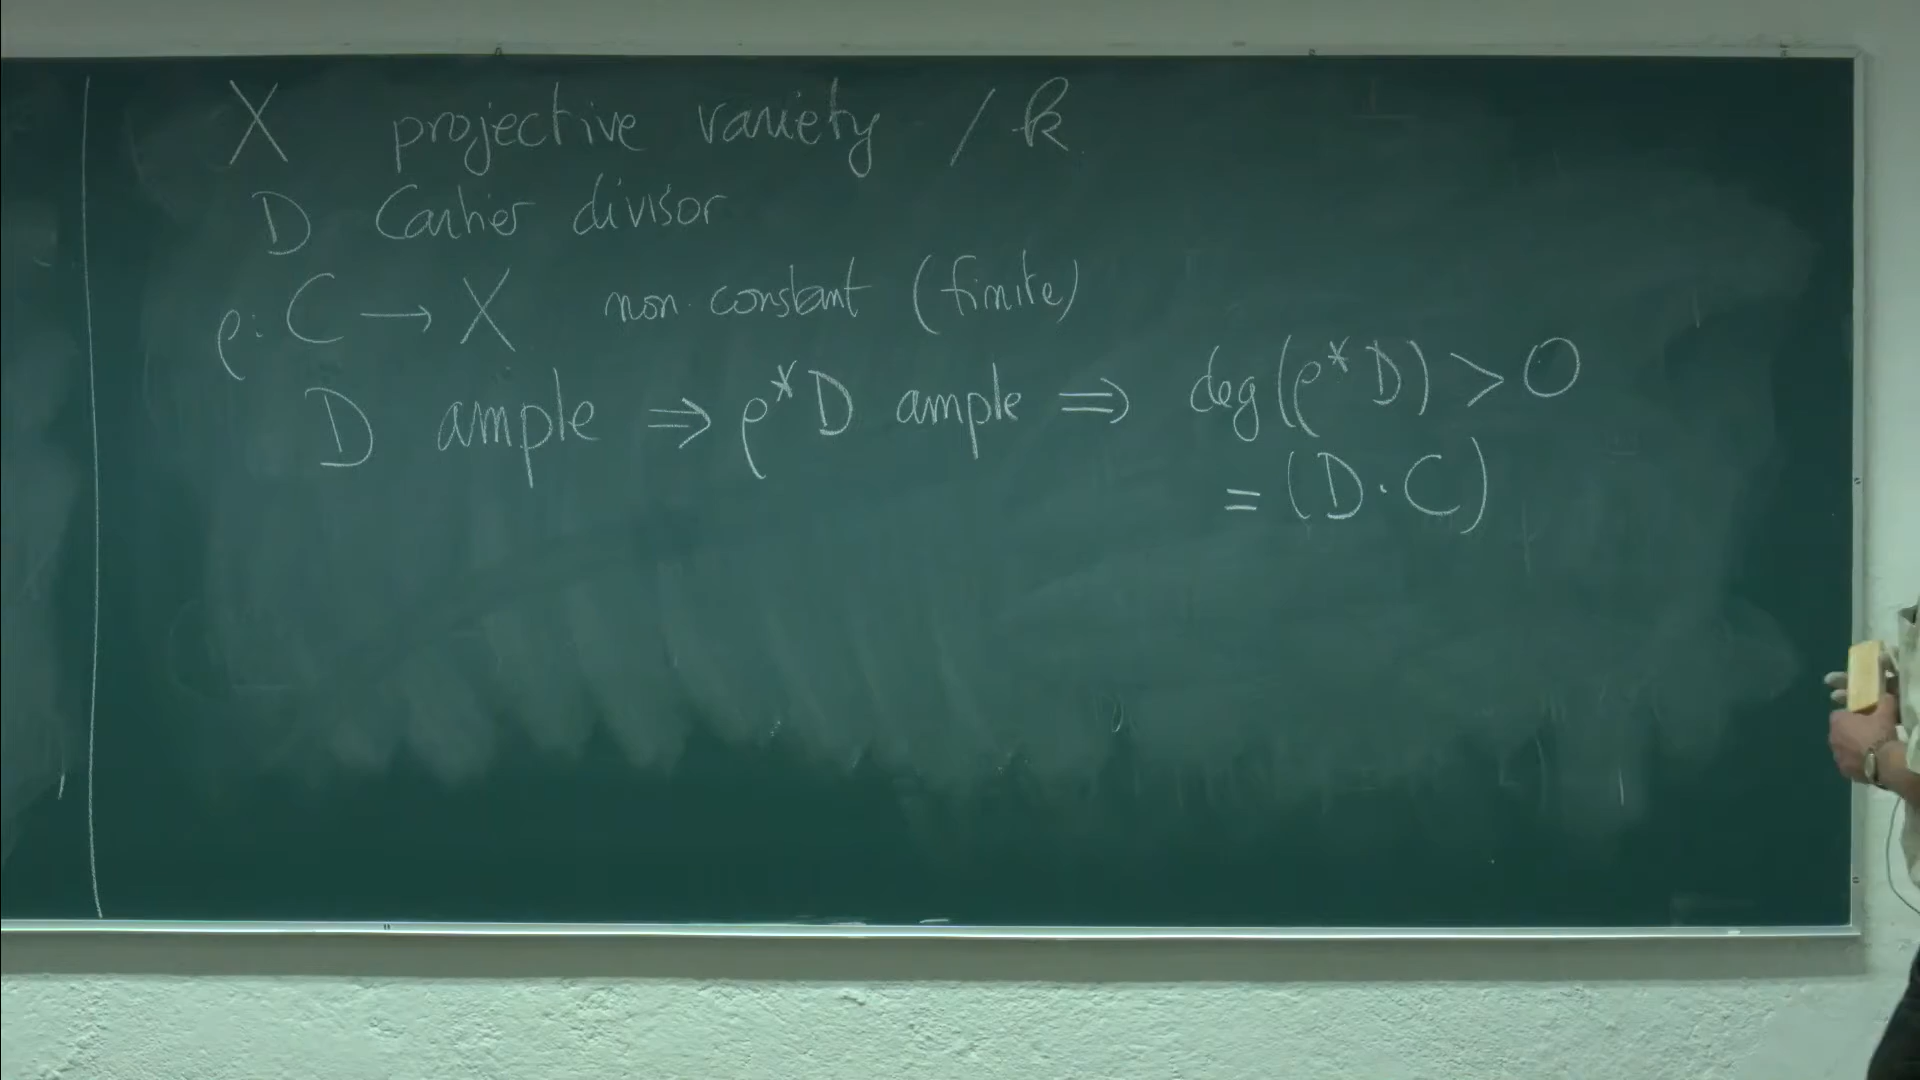 X projective variety / k
D Cartier divisor
ρ: C → X non-constant (finite)
D ample ⇒ ρ*D ample ⇒ deg(ρ*D) > 0
= (D · C)